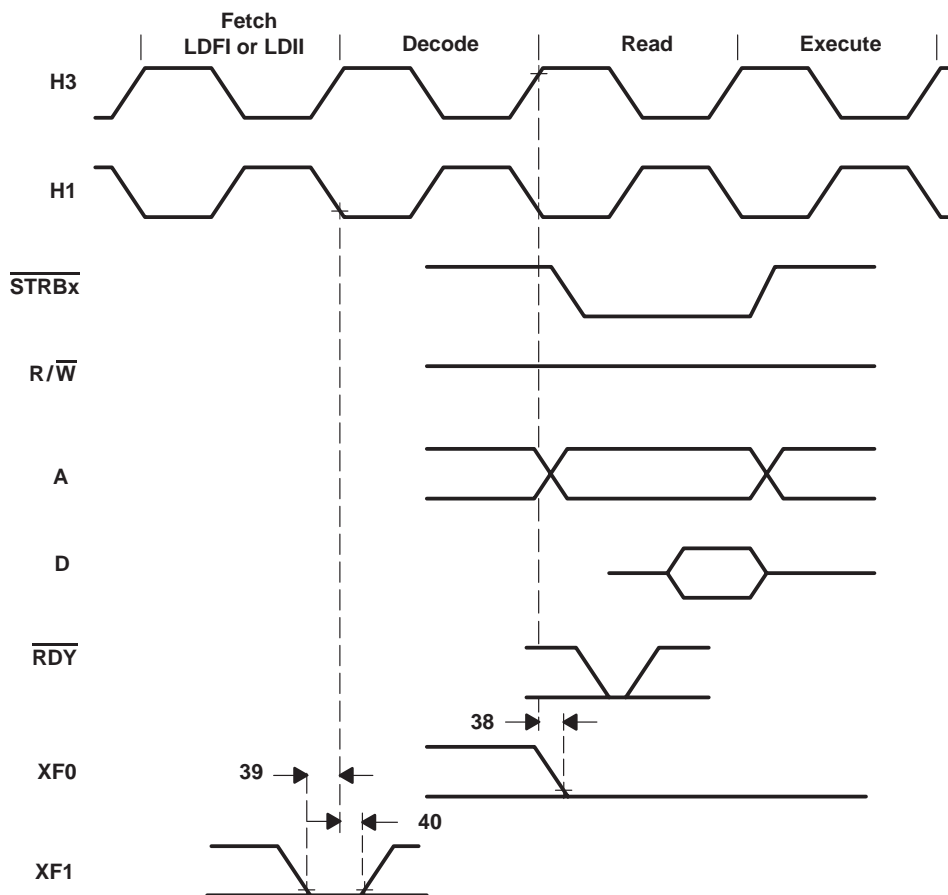 Fetch
LDFI or LDII
Decode
Read
Execute
H3
H1
STRBx
R/W
A
D
RDY
38
XF0
39
40
XF1